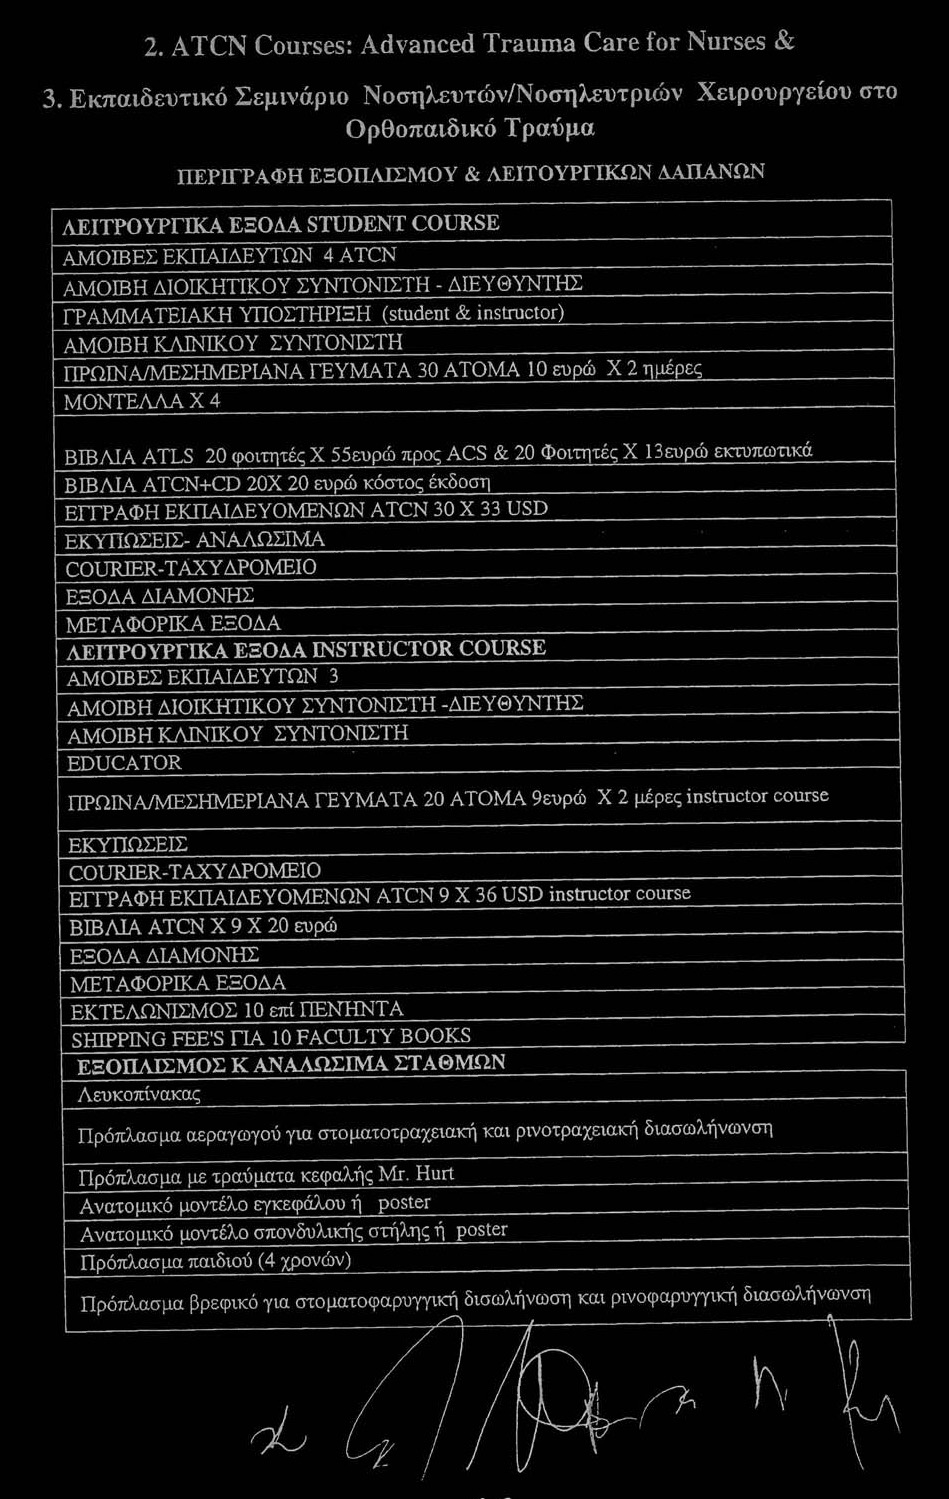 2. ATCN Courses: Advanced Trauma Care for Nurses &
3. Εκπαιδευτικό Σεμινάριο Νοσηλευτών/Νοσηλευτριών Χειρουργείου στο
Ορθοπαιδικό Τραύμα
ΠΕΡΙΓΡΑΦΗ ΕΞΟΠΛΙΣΜΟΥ & ΛΕΙΤΟΥΡΓΙΚΩΝ ΔΑΠΑΝΩΝ
ΛΕΙΤΡΟΥΡΓΙΚΑ ΕΞΟΔΑ STUDENT COURSE
ΑΜΟΙΒΕΣ ΕΚΠΑΙΔΕΥΤΩΝ 4 ATCN
ΑΜΟΙΒΗ ΔΙΟΙΚΗΤΙΚΟΥ ΣΥΝΤΟΝΙΣΤΗ - ΔΙΕΥΘΥΝΤΗΣ
ΓΡΑΜΜΑΤΕΙΑΚΗ ΥΠΟΣΤΗΡΙΞΗ (student & instructor)
ΑΜΟΙΒΗ ΚΛΙΝΙΚΟΥ ΣΥΝΤΟΝΙΣΤΗ
ΠΡΩΙΝΑ/ΜΕΣΗΜΕΡΙΑΝΑ ΓΕΥΜΑΤΑ 30 ΑΤΟΜΑ 10 ευρώ Χ 2 ημέρες
ΜΟΝΤΕΛΛΑ Χ 4
ΒΙΒΛΙΑ ATLS 20 φοιτητές Χ 55ευρώ προς ACS & 20 Φοιτητές Χ 13ευρώ εκτυπωτικά
ΒΙΒΛΙΑ ATCN+CD 20Χ 20 ευρώ κόστος έκδοση
ΕΓΓΡΑΦΗ ΕΚΠΑΙΔΕΥΟΜΕΝΩΝ ATCN 30 Χ 33 USD
ΕΚΥΠΩΣΕΙΣ- ΑΝΑΛΩΣΙΜΑ
COURIER-ΤΑΧΥΔΡΟΜΕΙΟ
ΕΞΟΔΑ ΔΙΑΜΟΝΗΣ
ΜΕΤΑΦΟΡΙΚΑ ΕΞΟΔΑ
ΛΕΙΤΡΟΥΡΓΙΚΑ ΕΞΟΔΑ INSTRUCTOR COURSE
ΑΜΟΙΒΕΣ ΕΚΠΑΙΔΕΥΤΩΝ 3
ΑΜΟΙΒΗ ΔΙΟΙΚΗΤΙΚΟΥ ΣΥΝΤΟΝΙΣΤΗ -ΔΙΕΥΘΥΝΤΗΣ
ΑΜΟΙΒΗ ΚΛΙΝΙΚΟΥ ΣΥΝΤΟΝΙΣΤΗ
EDUCATOR
ΠΡΩΙΝΑ/ΜΕΣΗΜΕΡΙΑΝΑ ΓΕΥΜΑΤΑ 20 ΑΤΟΜΑ 9ευρώ Χ 2 μέρες instructor course
ΕΚΥΠΩΣΕΙΣ
COURIER-ΤΑΧΥΔΡΟΜΕΙΟ
ΕΓΓΡΑΦΗ ΕΚΠΑΙΔΕΥΟΜΕΝΩΝ ATCN 9 Χ 36 USD instructor course
ΒΙΒΛΙΑ ATCN Χ 9 Χ 20 ευρώ
ΕΞΟΔΑ ΔΙΑΜΟΝΗΣ
ΜΕΤΑΦΟΡΙΚΑ ΕΞΟΔΑ
ΕΚΤΕΛΩΝΙΣΜΟΣ 10 επί ΠΕΝΗΝΤΑ
SHIPPING FEE'S ΓΙΑ 10 FACULTY BOOKS
ΕΞΟΠΛΙΣΜΟΣ Κ ΑΝΑΛΩΣΙΜΑ ΣΤΑΘΜΩΝ
Λευκοπίνακας
Πρόπλασμα αεραγωγού για στοματοτραχειακή και ρινοτραχειακή διασωλήνωνση
Πρόπλασμα με τραύματα κεφαλής Mr. Hurt
Ανατομικό μοντέλο εγκεφάλου ή poster
Ανατομικό μοντέλο σπονδυλικής στήλης ή poster
Πρόπλασμα παιδιού (4 χρονών)
Πρόπλασμα βρεφικό για στοματοφαρυγγική δισωλήνωση και ρινοφαρυγγική διασωλήνωνση